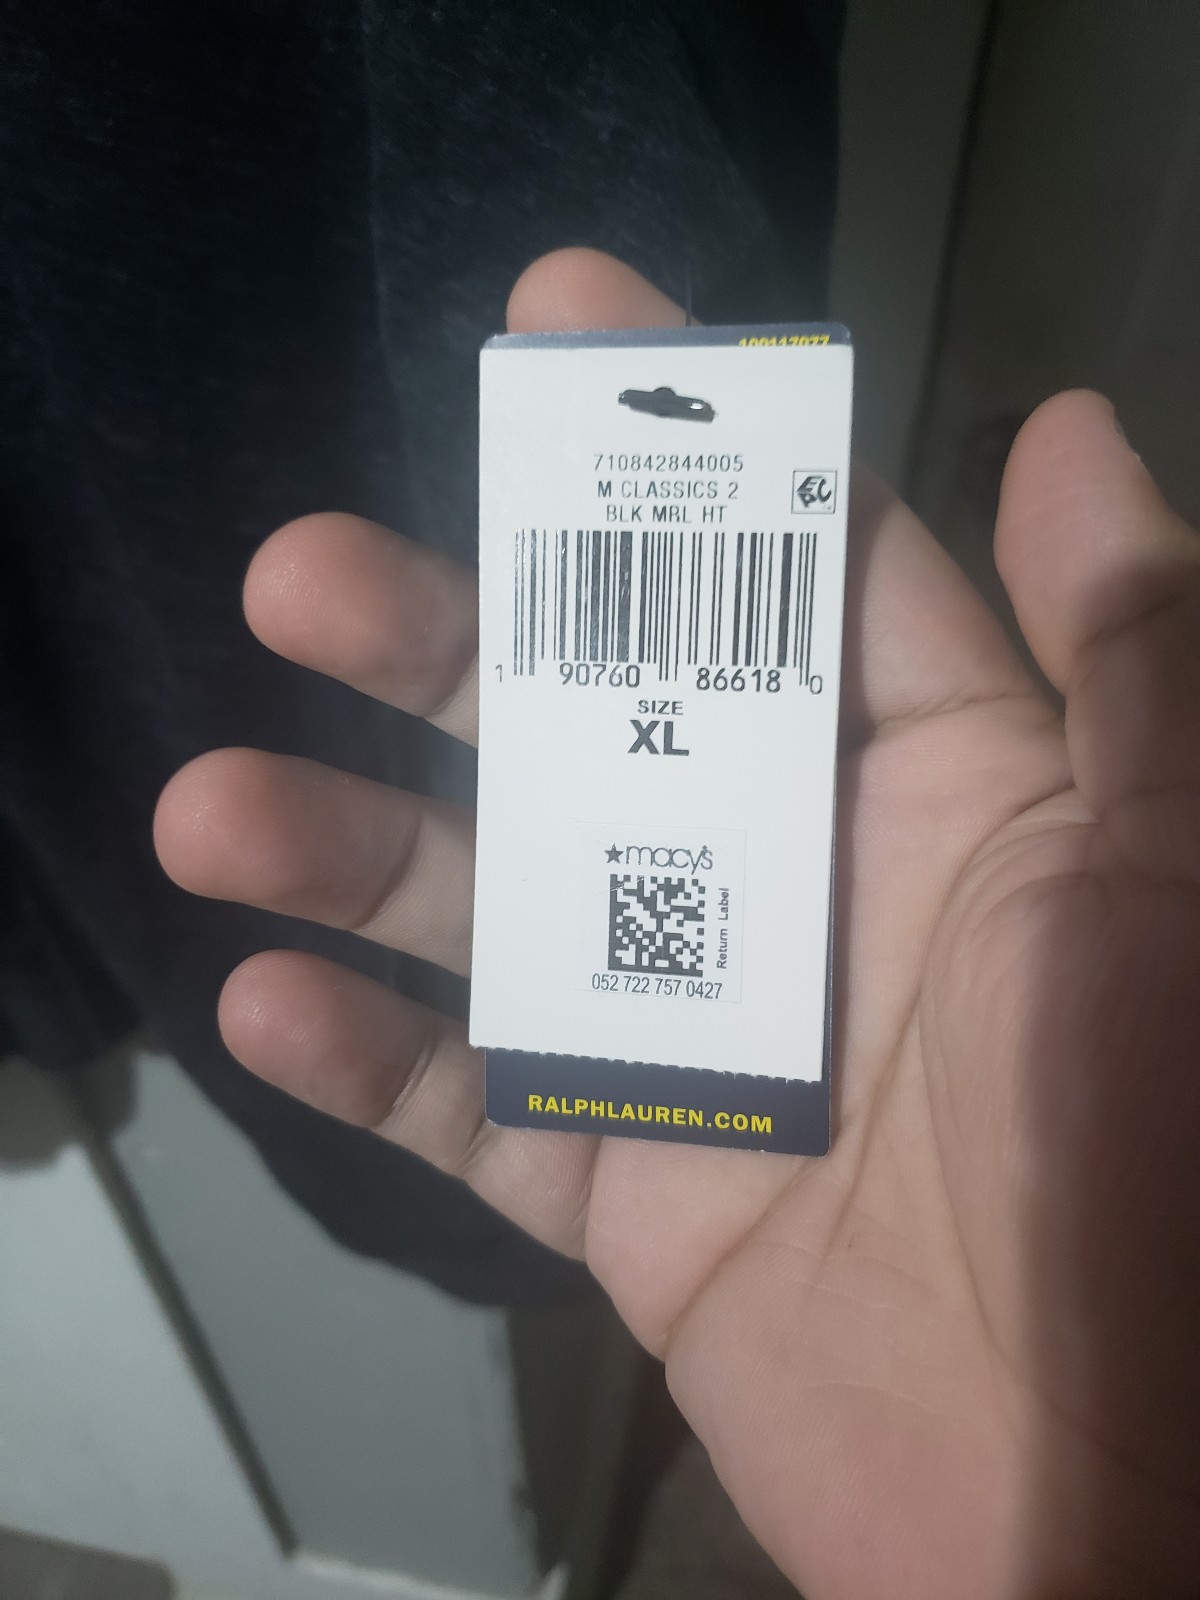 710842844005
M CLASSICS 2
BLK MRL HT
1 90760 86618 0
SIZE
XL
macy's
Return Label
052 722 757 0427
RALPHLAUREN.COM